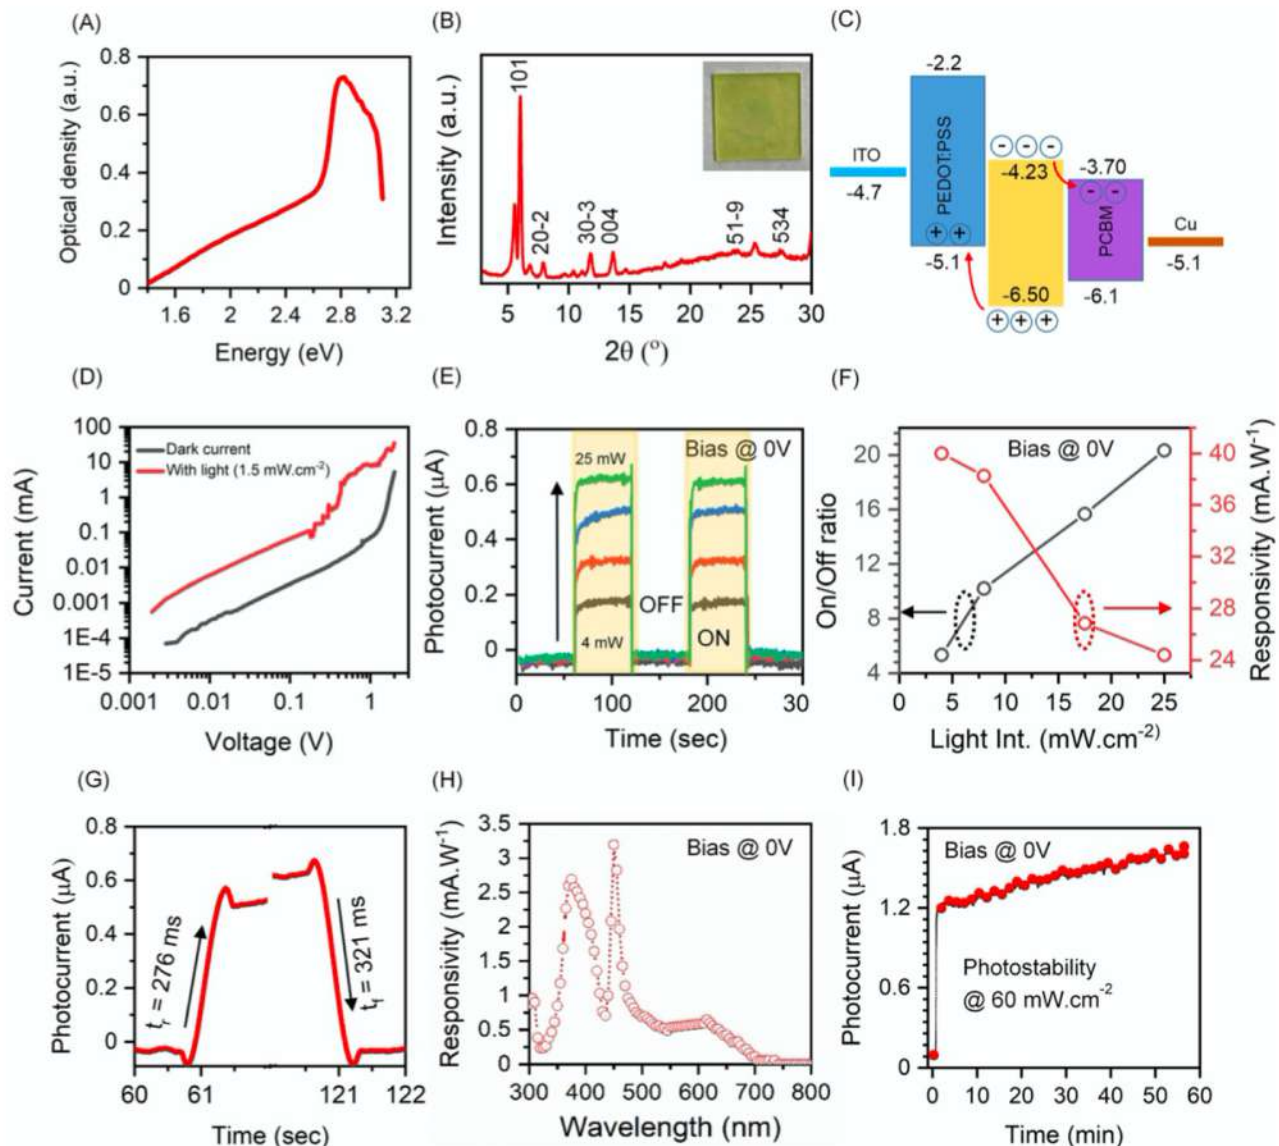 (A)
0.8
0.6
0.4
0.2
0
Optical density (a.u.)
1.6 2 2.4 2.8 3.2
Energy (eV)
(B)
Intensity (a.u.)
101
20-2
30-3
004
51-9
534
5 10 15 20 25 30
2θ (°)
(C)
ITO
-4.7
-2.2
PEDOT:PSS
+ +
-5.1
- - -
-4.23
-6.50
+ + +
-3.70
- -
PCBM
-6.1
Cu
-5.1
(D)
Current (mA)
100
10
1
0.1
0.01
0.001
1E-4
1E-5
Dark current
With light (1.5 mW.cm⁻²)
0.001 0.01 0.1 1
Voltage (V)
(E)
Photocurrent (μA)
0.8
0.6
0.4
0.2
0
25 mW
Bias @ 0V
OFF
4 mW
ON
0 100 200 30
Time (sec)
(F)
On/Off ratio
20
16
12
8
4
Bias @ 0V
40
36
32
28
24
Responsivity (mA.W⁻¹)
0 5 10 15 20 25
Light Int. (mW.cm⁻²)
(G)
Photocurrent (μA)
0.8
0.6
0.4
0.2
0
tr = 276 ms
tf = 321 ms
60 61 121 122
Time (sec)
(H)
Responsivity (mA.W⁻¹)
3.5
3
2.5
2
1.5
1
0.5
0
Bias @ 0V
300 400 500 600 700 800
Wavelength (nm)
(I)
Photocurrent (μA)
1.8
1.2
0.6
0
Bias @ 0V
Photostability
@ 60 mW.cm⁻²
0 10 20 30 40 50 60
Time (min)